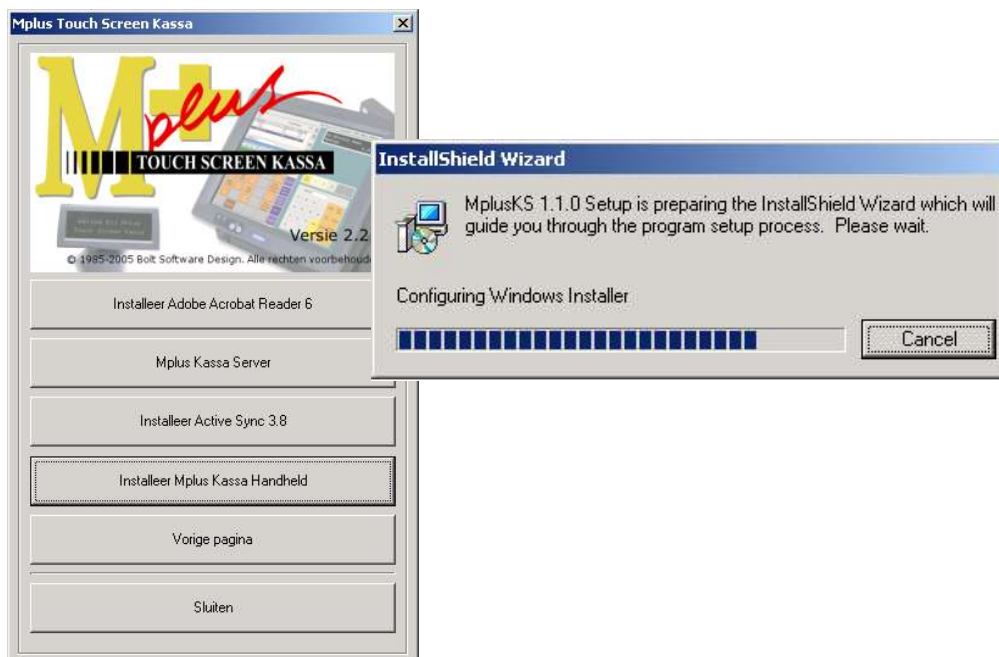 Mplus Touch Screen Kassa
M plus
TOUCH SCREEN KASSA
Versie 2.2
© 1985-2005 Bolt Software Design. Alle rechten voorbehoude
Installeer Adobe Acrobat Reader 6
Mplus Kassa Server
Installeer Active Sync 3.8
Installeer Mplus Kassa Handheld
Vorige pagina
Sluiten
InstallShield Wizard
MplusKS 1.1.0 Setup is preparing the InstallShield Wizard which will
guide you through the program setup process. Please wait.
Configuring Windows Installer
Cancel